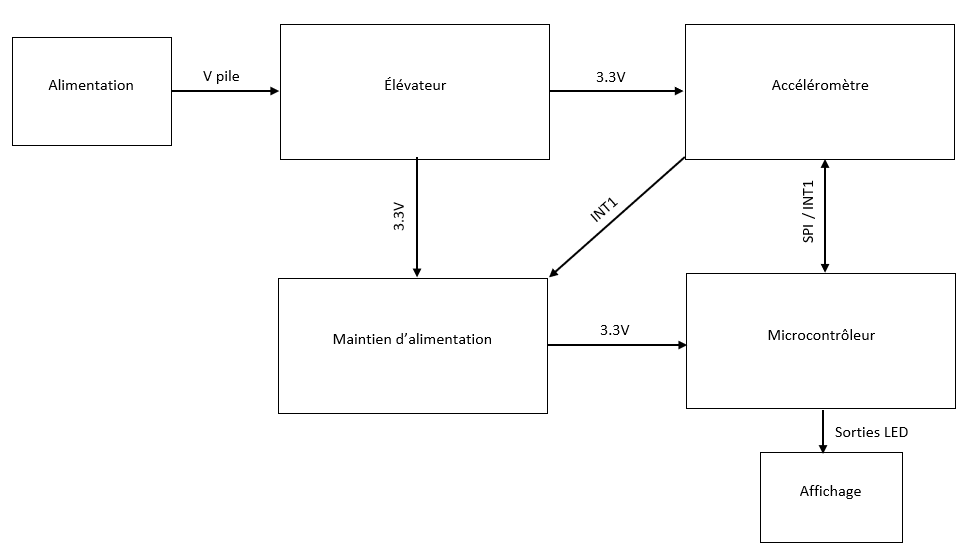 Alimentation
V pile
Élévateur
3.3V
Accéléromètre
3.3V
INT1
SPI / INT1
Maintien d’alimentation
3.3V
Microcontrôleur
Sorties LED
Affichage